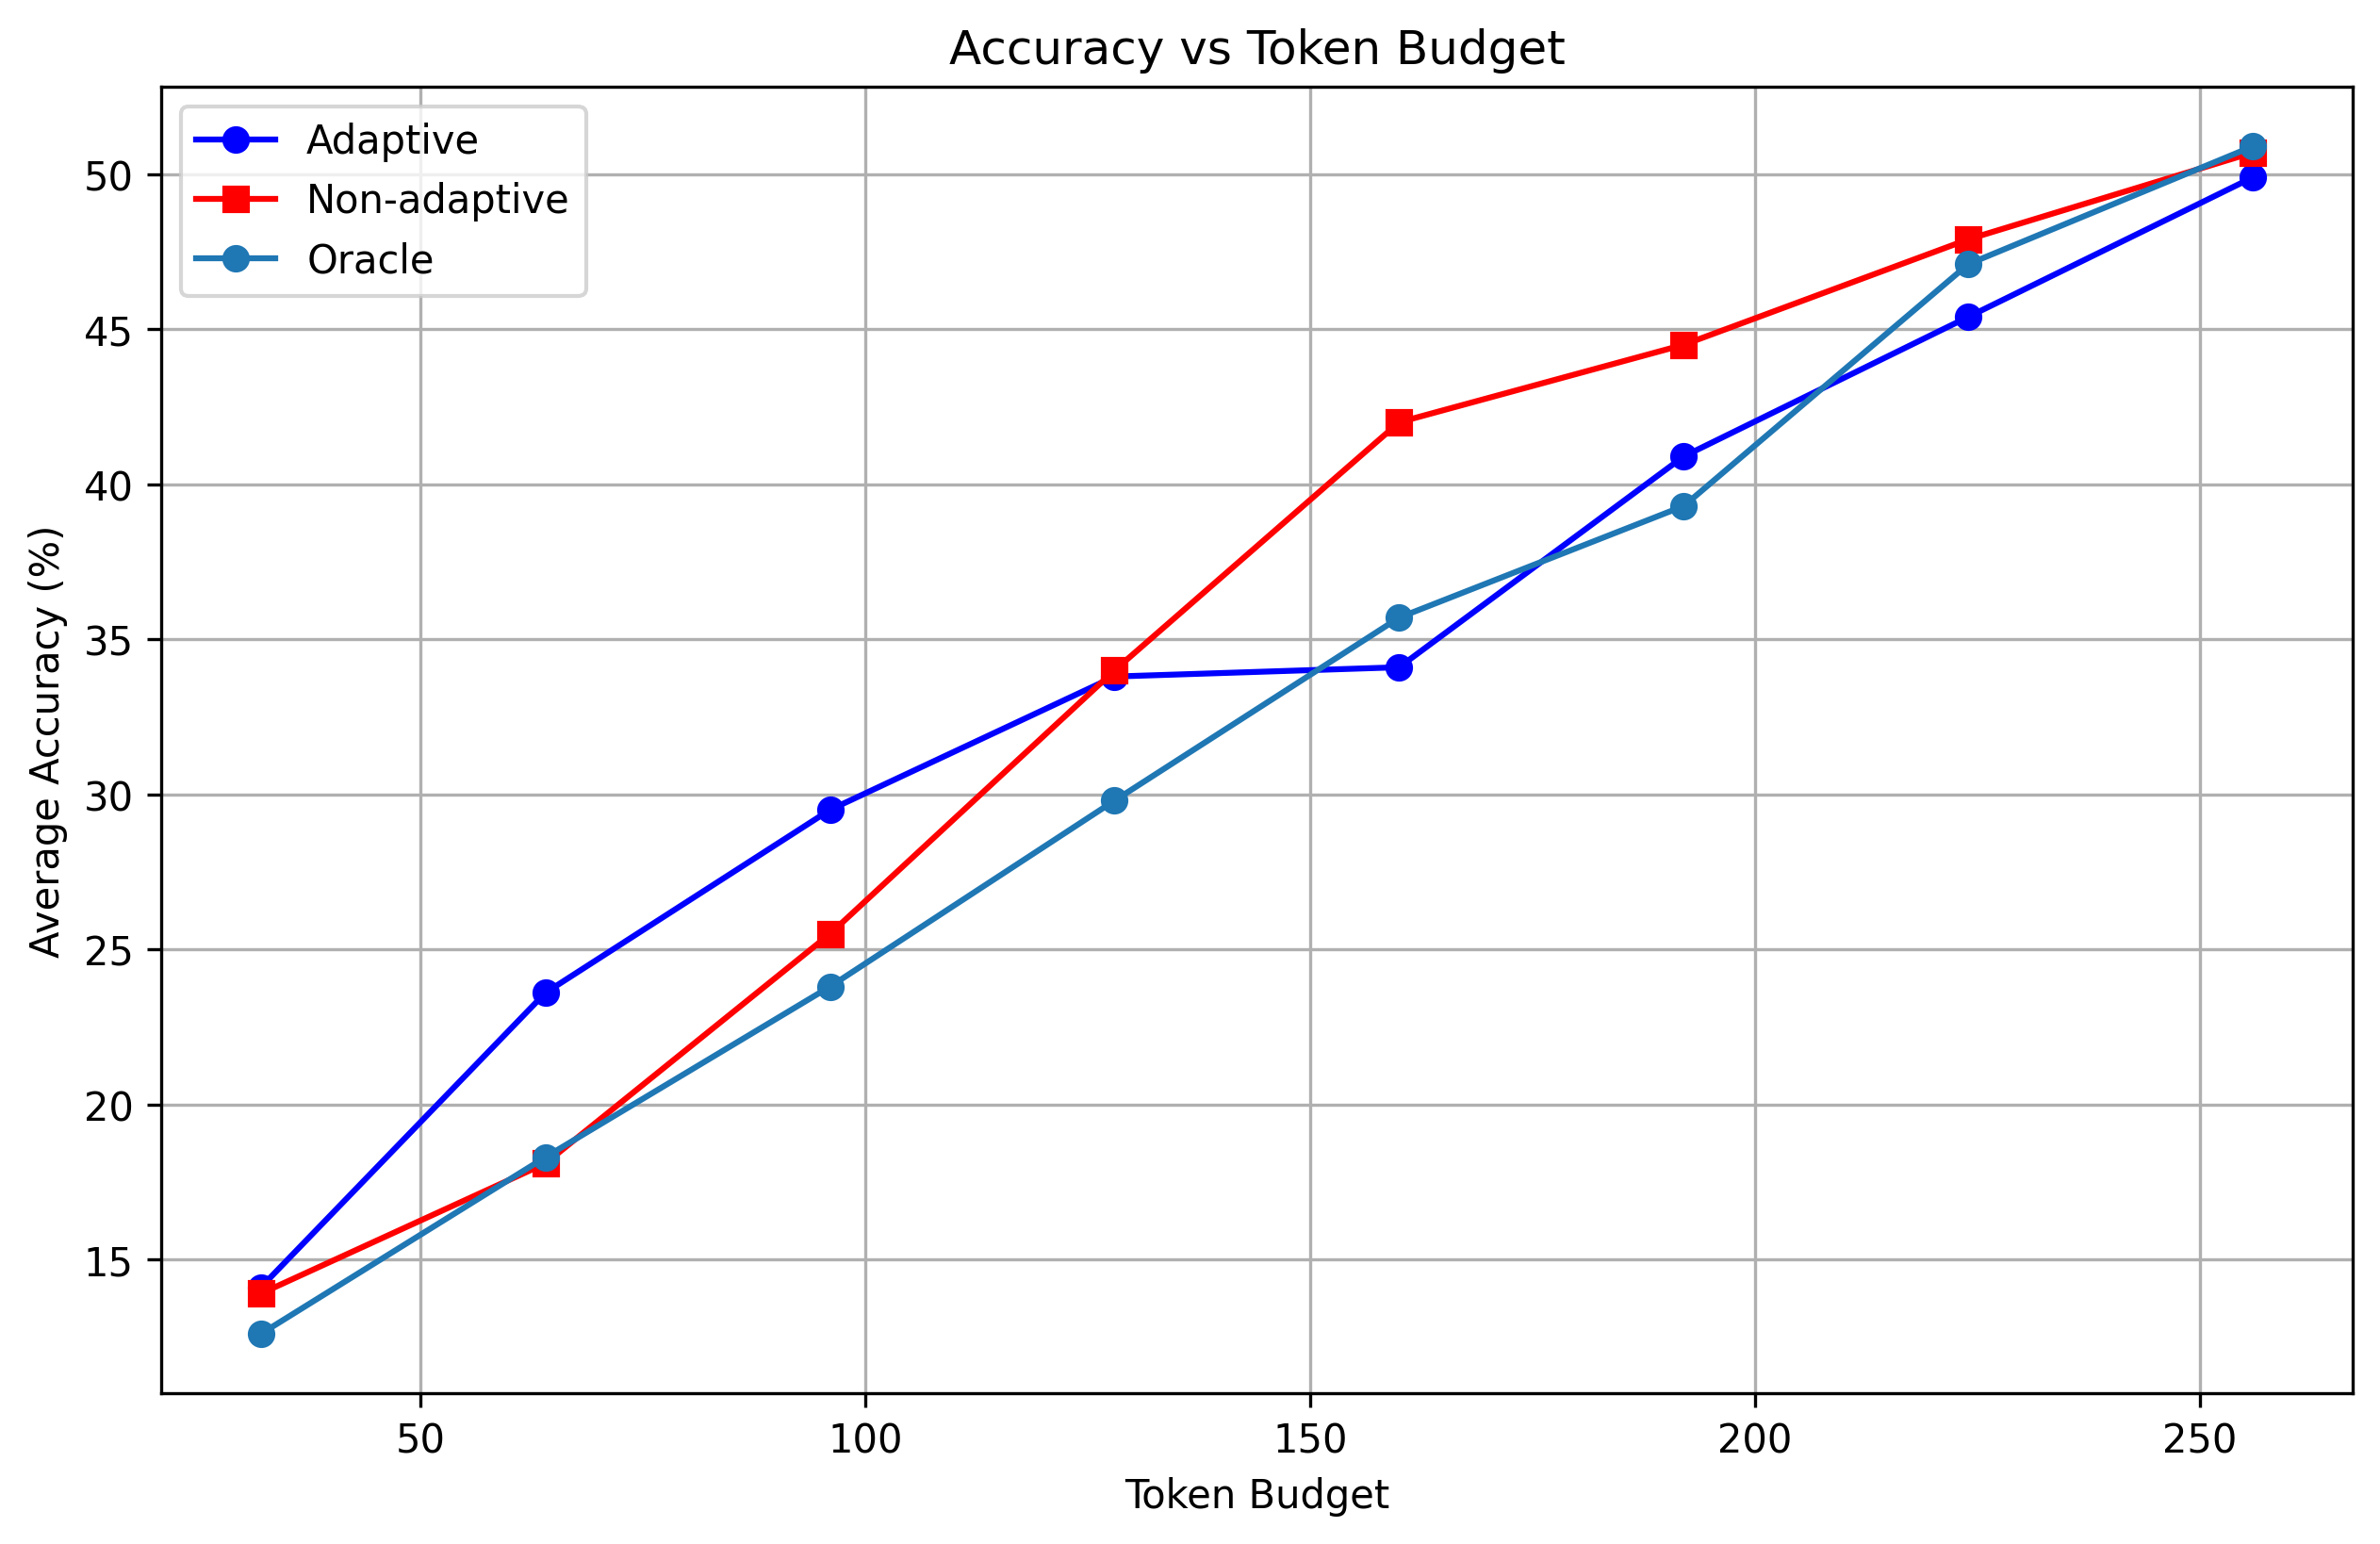 Accuracy vs Token Budget
Adaptive
Non-adaptive
Oracle
Average Accuracy (%)
50
45
40
35
30
25
20
15
50 100 150 200 250
Token Budget